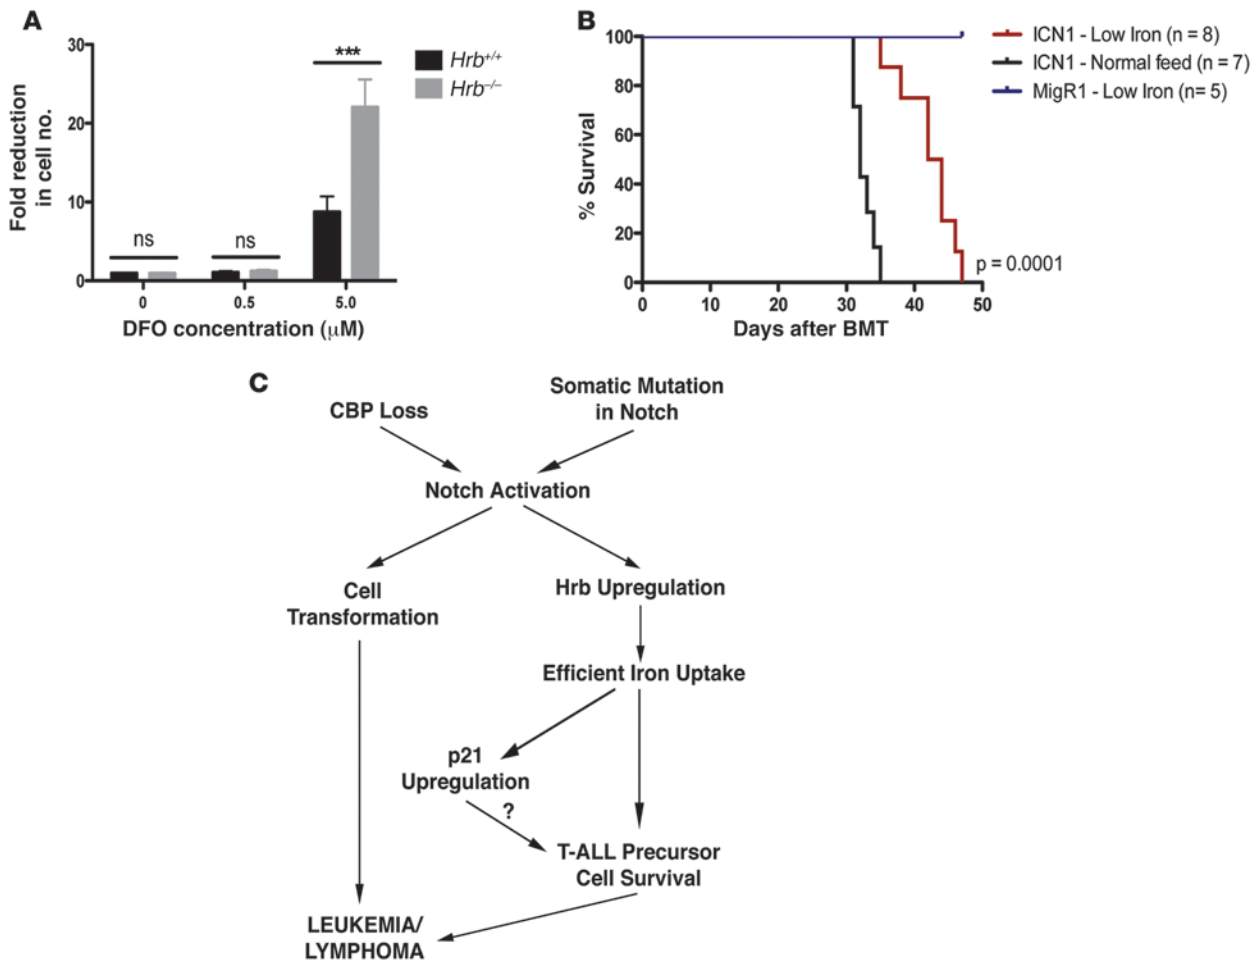 A
Fold reduction
in cell no.
30
20
10
0
ns
ns
***
Hrb+/+
Hrb–/–
0
0.5
5.0
DFO concentration (μM)
B
% Survival
100
80
60
40
20
0
0
10
20
30
40
50
Days after BMT
p = 0.0001
ICN1 - Low Iron (n = 8)
ICN1 - Normal feed (n = 7)
MigR1 - Low Iron (n= 5)
C
CBP Loss
Somatic Mutation
in Notch
Notch Activation
Cell
Transformation
Hrb Upregulation
Efficient Iron Uptake
p21
Upregulation
?
T-ALL Precursor
Cell Survival
LEUKEMIA/
LYMPHOMA